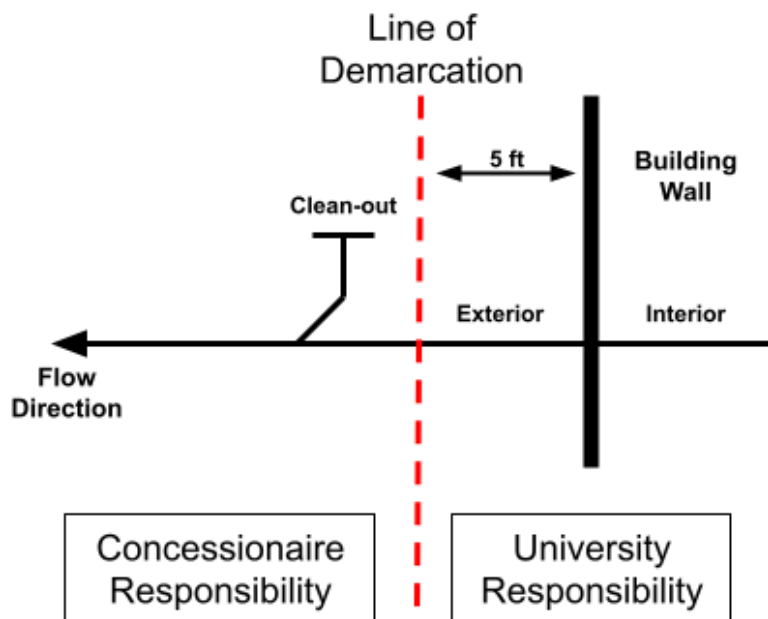 Line of
Demarcation
5 ft
Building
Wall
Clean-out
Exterior
Interior
Flow
Direction
Concessionaire
Responsibility
University
Responsibility